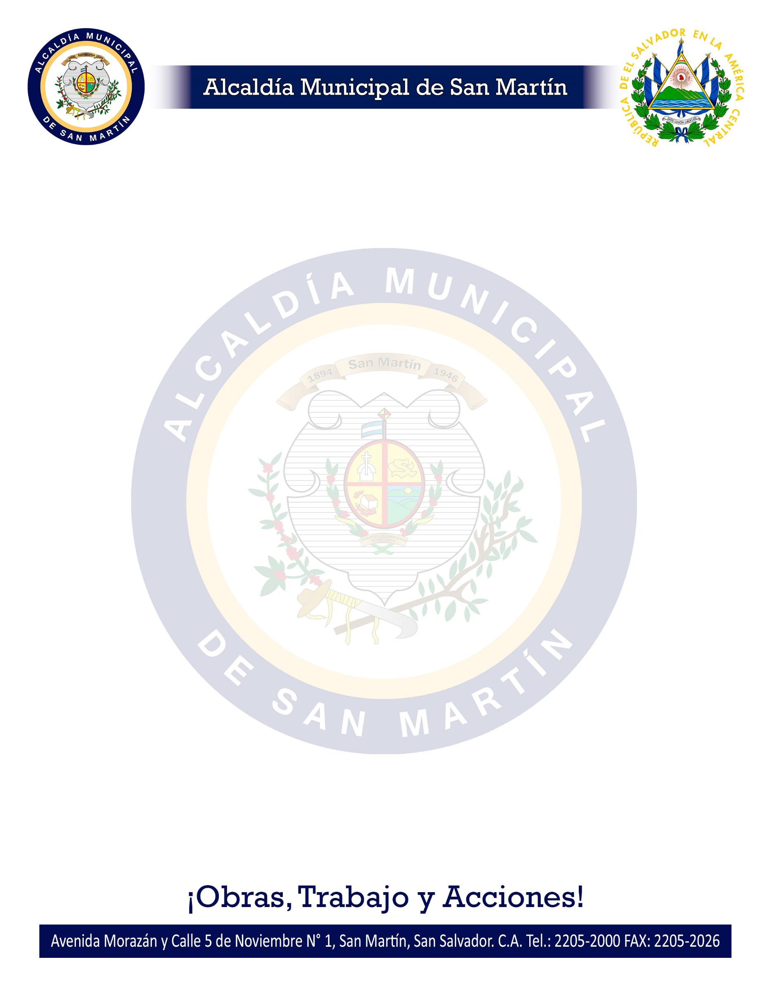 ALCALDÍA MUNICIPAL
DE SAN MARTÍN
1894 San Martín 1946
Alcaldía Municipal de San Martín
REPÚBLICA DE EL SALVADOR EN LA AMÉRICA CENTRAL
DIOS UNION LIBERTAD
ALCALDÍA MUNICIPAL
1894 San Martín 1946
DE SAN MARTÍN
¡Obras, Trabajo y Acciones!
Avenida Morazán y Calle 5 de Noviembre N° 1, San Martín, San Salvador. C.A. Tel.: 2205-2000 FAX: 2205-2026